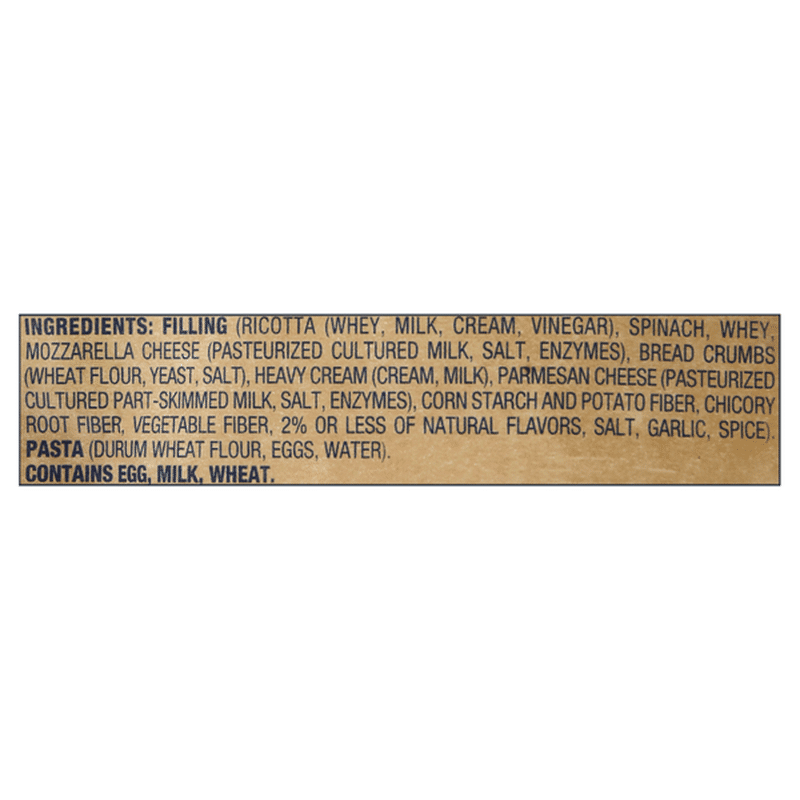 INGREDIENTS: FILLING (RICOTTA (WHEY, MILK, CREAM, VINEGAR), SPINACH, WHEY,
MOZZARELLA CHEESE (PASTEURIZED CULTURED MILK, SALT, ENZYMES), BREAD CRUMBS
(WHEAT FLOUR, YEAST, SALT), HEAVY CREAM (CREAM, MILK), PARMESAN CHEESE (PASTEURIZED
CULTURED PART-SKIMMED MILK, SALT, ENZYMES), CORN STARCH AND POTATO FIBER, CHICORY
ROOT FIBER, VEGETABLE FIBER, 2% OR LESS OF NATURAL FLAVORS, SALT, GARLIC, SPICE).
PASTA (DURUM WHEAT FLOUR, EGGS, WATER).
CONTAINS EGG, MILK, WHEAT.